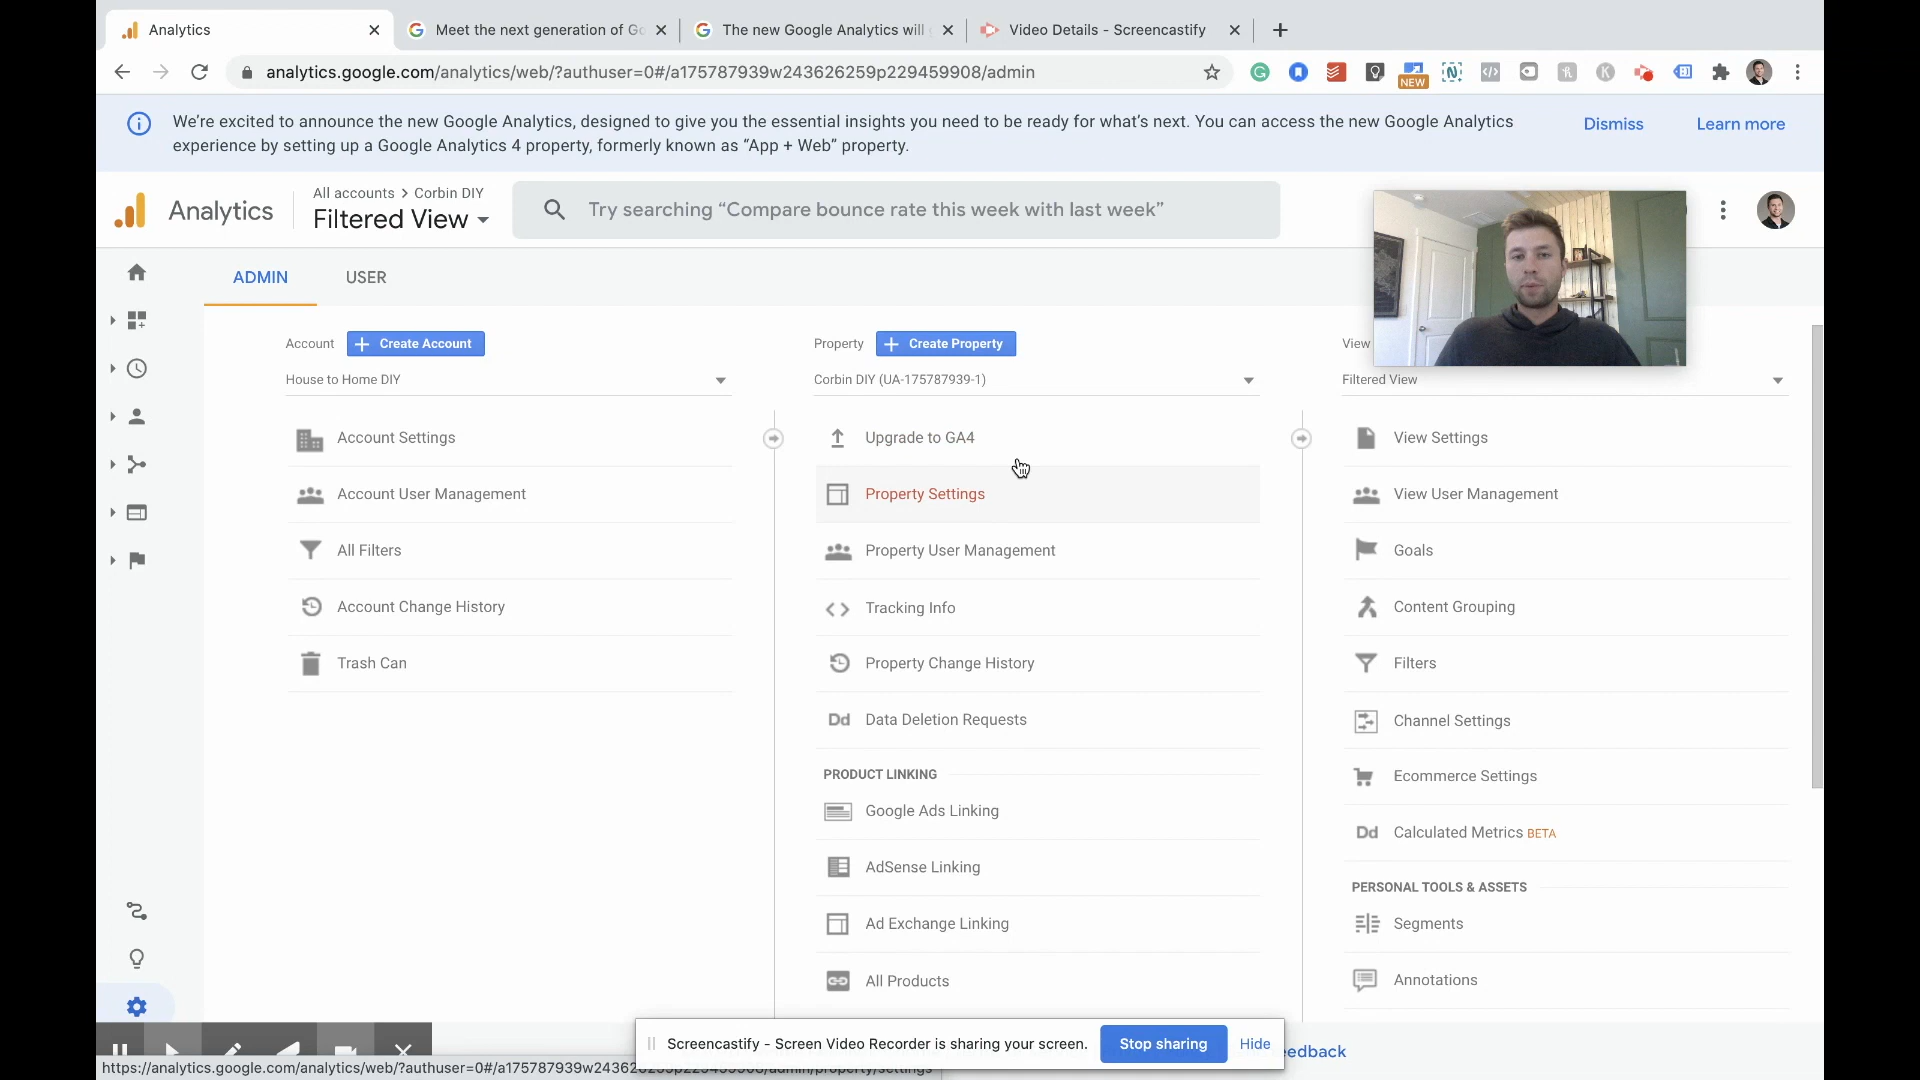 Analytics
Meet the next generation of Go
The new Google Analytics will g
Video Details - Screencastify
analytics.google.com/analytics/web/?authuser=0#/a175787939w243626259p229459908/admin
NEW
We're excited to announce the new Google Analytics, designed to give you the essential insights you need to be ready for what's next. You can access the new Google Analytics
experience by setting up a Google Analytics 4 property, formerly known as "App + Web" property.
Dismiss
Learn more
Analytics
All accounts > Corbin DIY
Filtered View
Try searching "Compare bounce rate this week with last week"
ADMIN
USER
Account
Create Account
House to Home DIY
Account Settings
Account User Management
All Filters
Account Change History
Trash Can
Property
Create Property
Corbin DIY (UA-175787939-1)
Upgrade to GA4
Property Settings
Property User Management
Tracking Info
Property Change History
Dd Data Deletion Requests
PRODUCT LINKING
Google Ads Linking
AdSense Linking
Ad Exchange Linking
All Products
View
Filtered View
View Settings
View User Management
Goals
Content Grouping
Filters
Channel Settings
Ecommerce Settings
Dd Calculated Metrics BETA
PERSONAL TOOLS & ASSETS
Segments
Annotations
Screencastify - Screen Video Recorder is sharing your screen.
Stop sharing
Hide
eedback